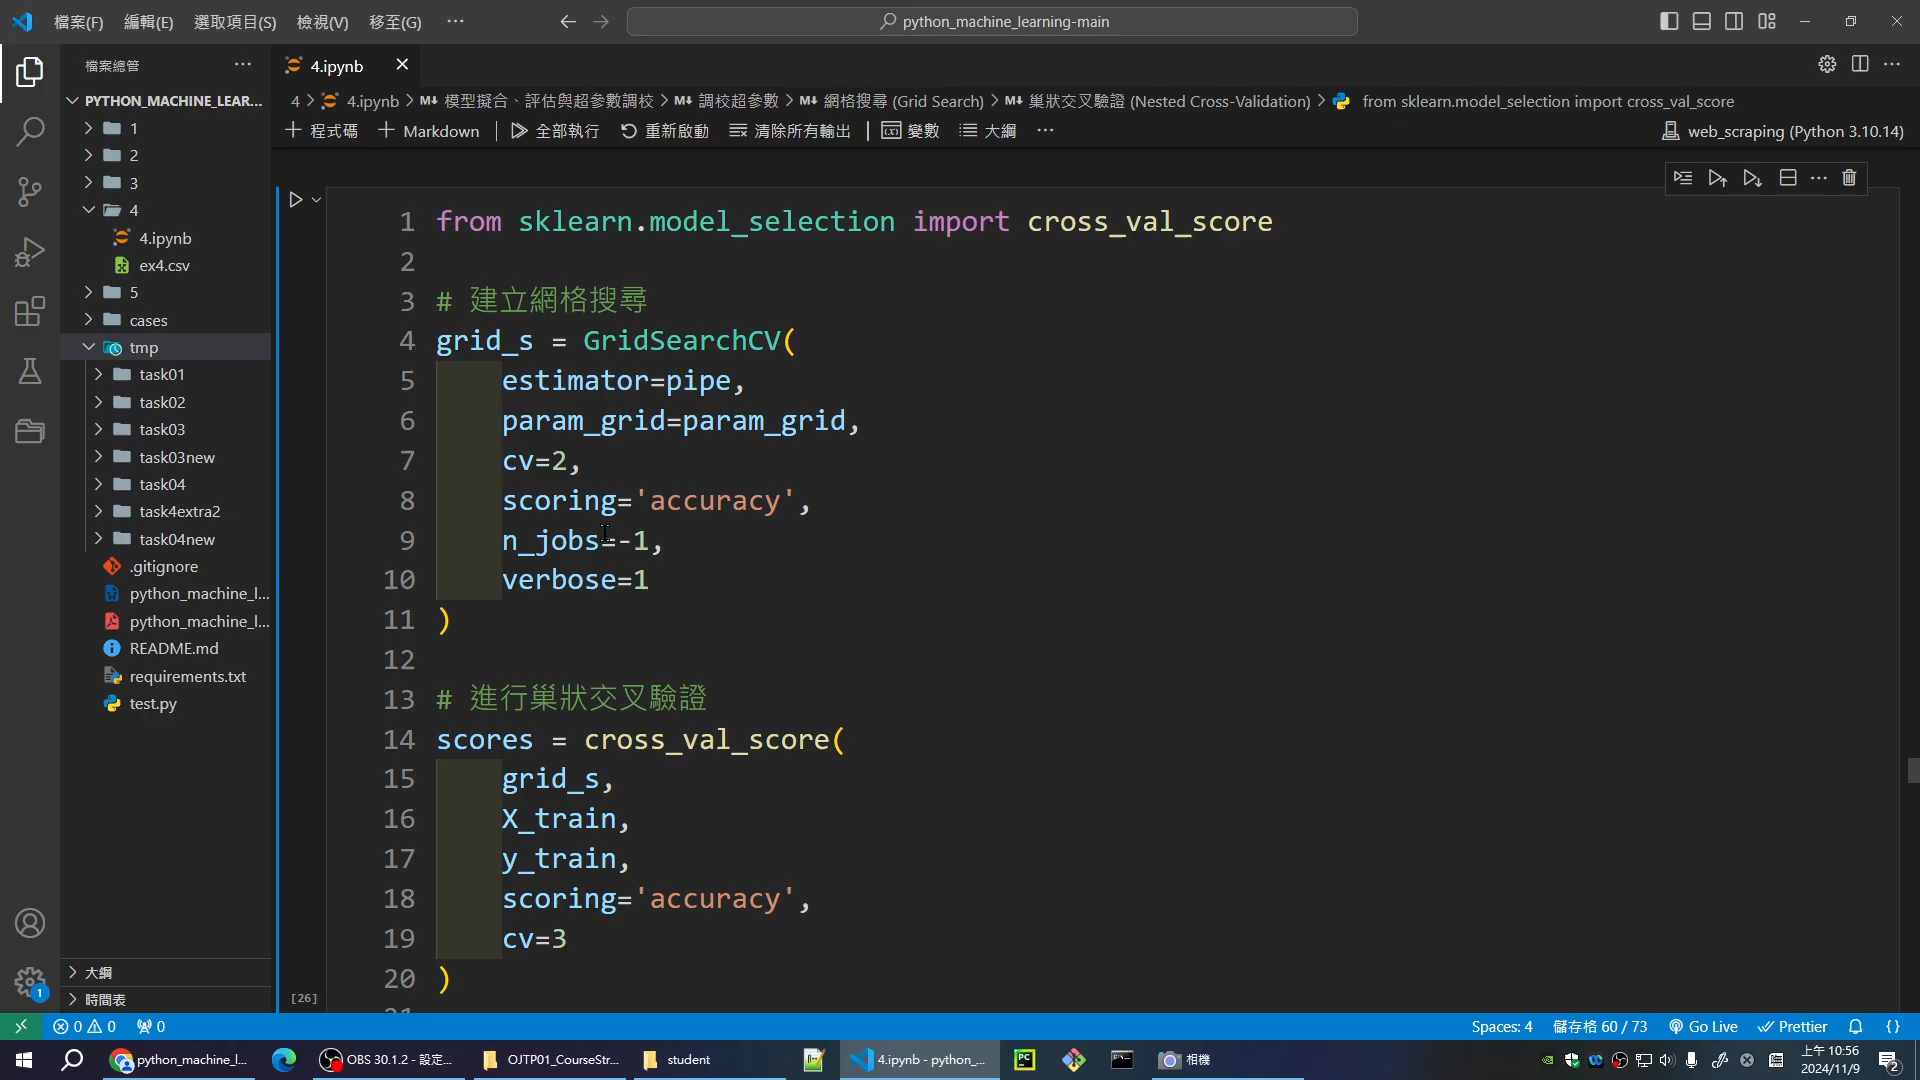 檔案(F) 編輯(E) 選取項目(S) 檢視(V) 移至(G) ··· python_machine_learning-main
檔案總管 ···
4.ipynb
PYTHON_MACHINE_LEAR...
4 > 4.ipynb > M↓ 模型擬合、評估與超參數調校 > M↓ 調校超參數 > M↓ 網格搜尋 (Grid Search) > M↓ 巢狀交叉驗證 (Nested Cross-Validation) > from sklearn.model_selection import cross_val_score
+ 程式碼 + Markdown 全部執行 重新啟動 清除所有輸出 變數 大綱 ··· web_scraping (Python 3.10.14)
1
2
3
4
4.ipynb
ex4.csv
5
cases
tmp
task01
task02
task03
task03new
task04
task4extra2
task04new
.gitignore
python_machine_l...
python_machine_l...
README.md
requirements.txt
test.py
大綱
時間表
1 from sklearn.model_selection import cross_val_score
2
3 # 建立網格搜尋
4 grid_s = GridSearchCV(
5 estimator=pipe,
6 param_grid=param_grid,
7 cv=2,
8 scoring='accuracy',
9 n_jobs=-1,
10 verbose=1
11 )
12
13 # 進行巢狀交叉驗證
14 scores = cross_val_score(
15 grid_s,
16 X_train,
17 y_train,
18 scoring='accuracy',
19 cv=3
20 )
21
[26]
1
0 0 0 Spaces: 4 儲存格 60 / 73 Go Live Prettier {}
python_machine_l... OBS 30.1.2 - 設定... OJTP01_CourseStr... student 4.ipynb - python_... PC 相機
上午 10:56
2024/11/9
2